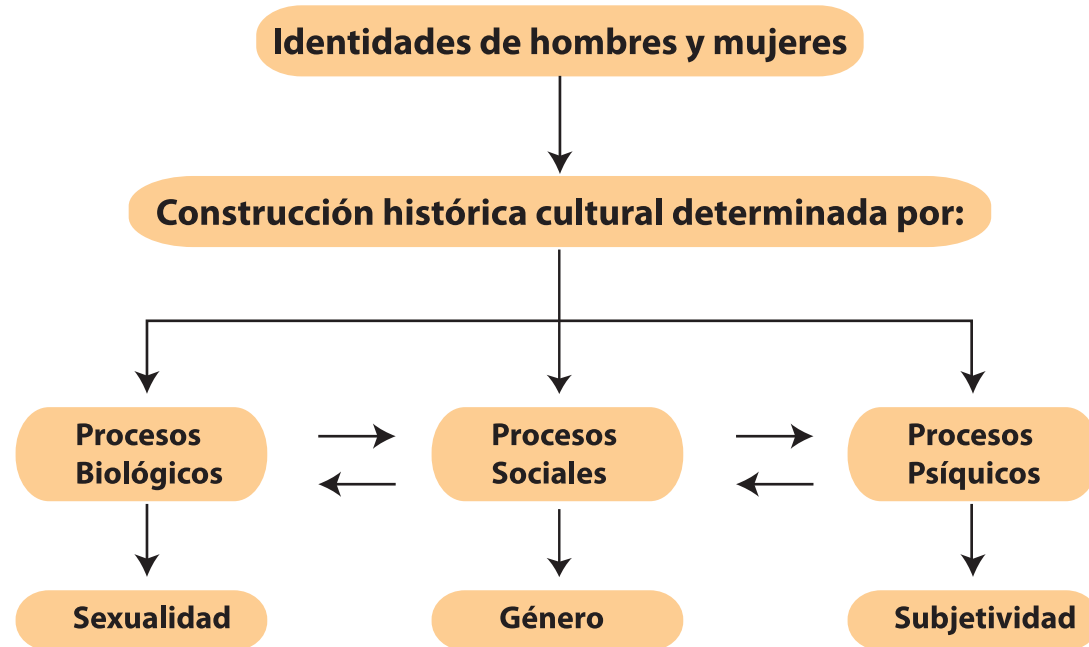 Identidades de hombres y mujeres
Construcción histórica cultural determinada por:
Procesos
Biológicos
Procesos
Sociales
Procesos
Psíquicos
Sexualidad
Género
Subjetividad